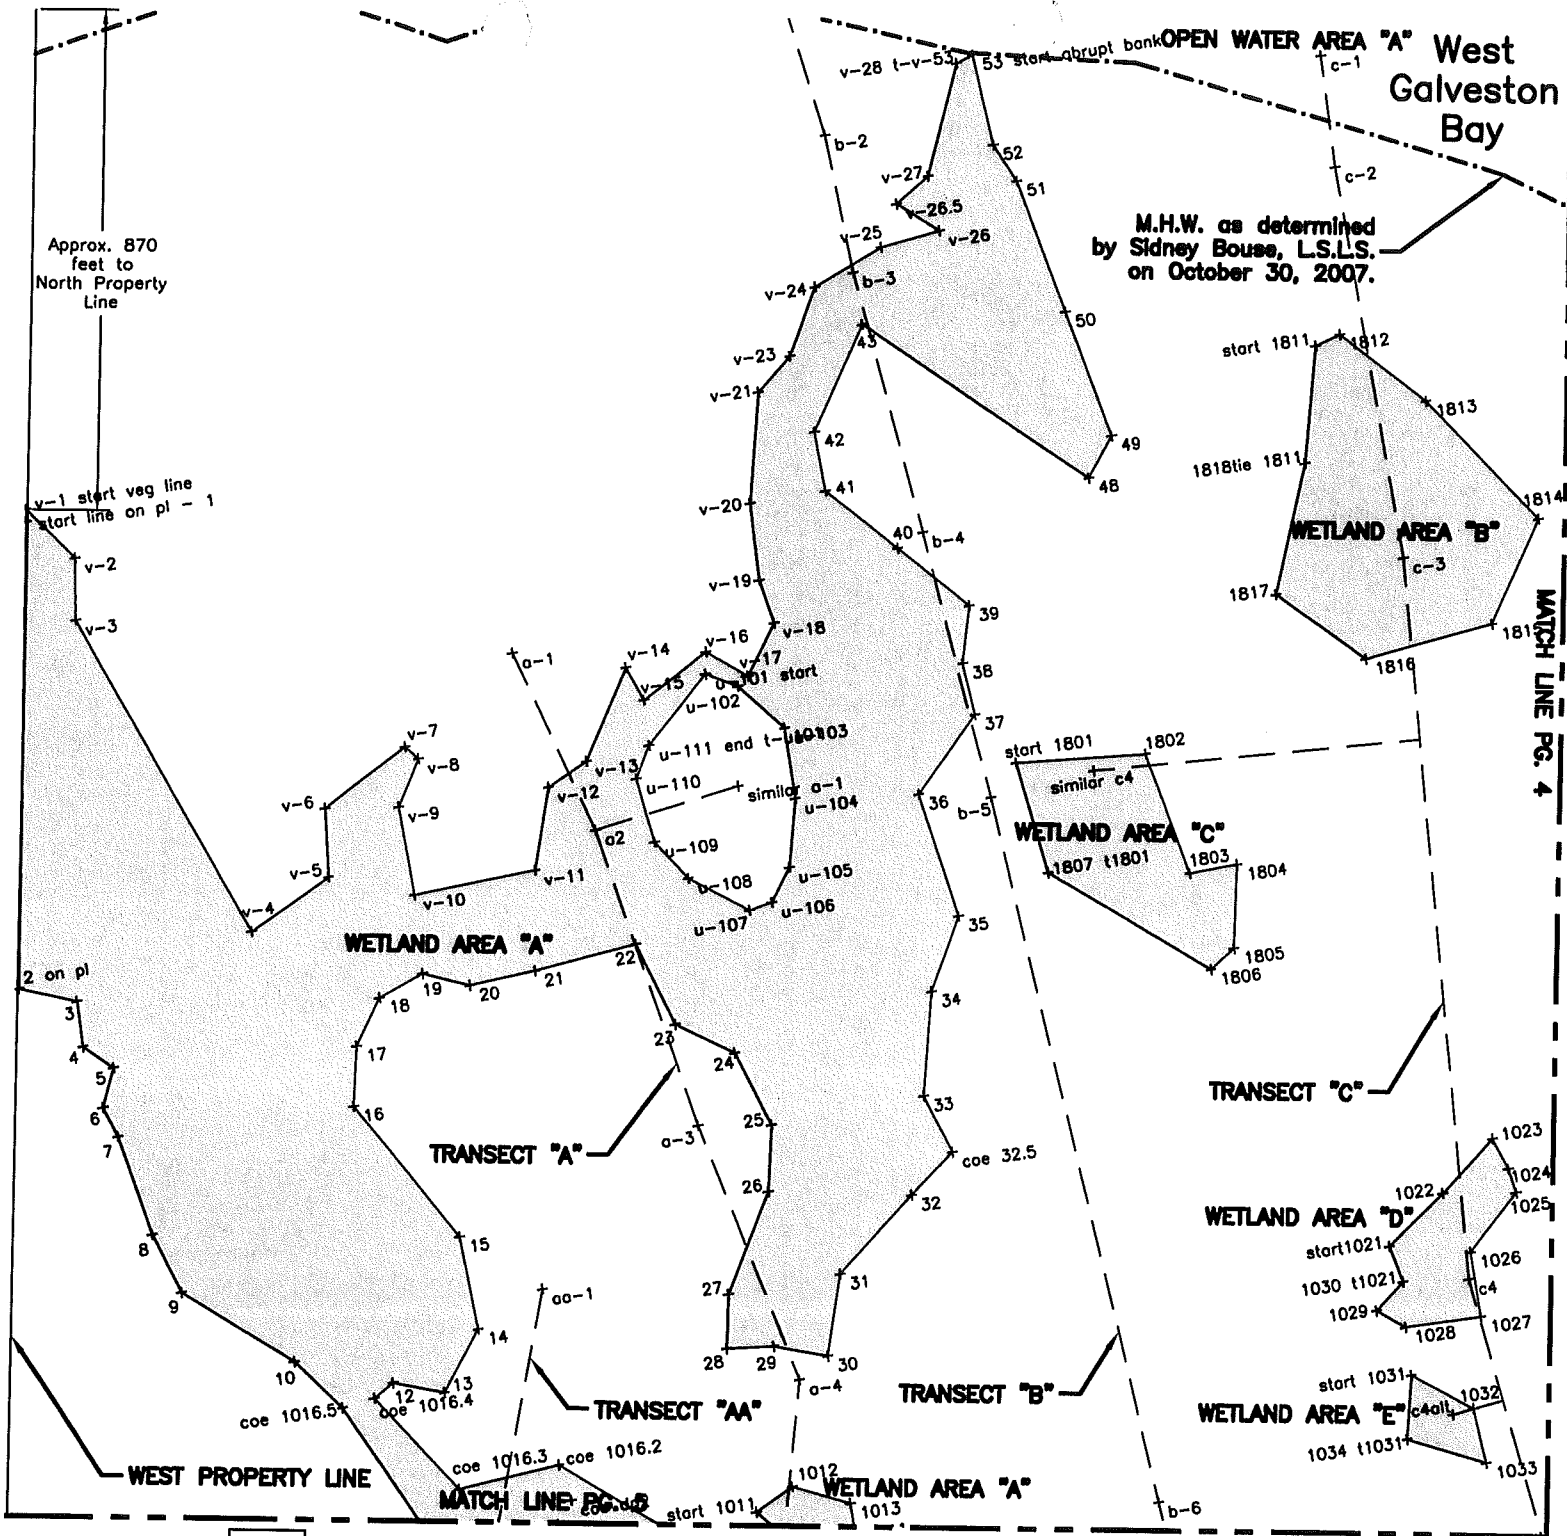 OPEN WATER AREA "A"
West
Galveston
Bay
v-28 t-v-53
53 start abrupt bank
c-1
b-2
52
c-2
v-27
51
v-26.5
M.H.W. as determined
by Sidney Bouse, L.S.L.S.
on October 30, 2007.
v-25
v-26
Approx. 870
feet to
North Property
Line
b-3
v-24
50
43
start 1811
1812
v-23
v-21
1813
42
49
1818tie 1811
48
v-1 start veg line
start line on pl - 1
41
v-20
1814
40
b-4
WETLAND AREA "B"
v-2
c-3
v-19
1817
39
v-3
v-18
1815
MATCH LINE PG. 4
v-16
a-1
v-14
v-17
38
1816
v-15
start
u-102
37
v-7
u-111 end
start 1801
1802
v-8
v-13
u-110
similar a-1
similar c4
v-12
v-6
v-9
u-104
36
b-5
a2
WETLAND AREA "C"
u-109
1807 t1801
1803
1804
v-5
v-11
u-105
u-108
v-10
u-106
v-4
u-107
35
WETLAND AREA "A"
22
1805
2 on pl
21
1806
19
20
18
34
3
23
4
24
17
5
TRANSECT "C"
6
16
33
7
25
1023
a-3
TRANSECT "A"
coe 32.5
1024
26
1022
32
1025
WETLAND AREA "D"
8
15
start1021
1026
31
1030 t1021
c4
9
27
aa-1
1029
14
1028
1027
28
29
30
10
a-4
start 1031
12
13
TRANSECT "B"
1032
coe 1016.5
coe 1016.4
TRANSECT "AA"
WETLAND AREA "E"
c4alt
1034 t1031
coe 1016.3
coe 1016.2
1033
WEST PROPERTY LINE
1012
WETLAND AREA "A"
MATCH LINE PG.
start 1011
1013
b-6